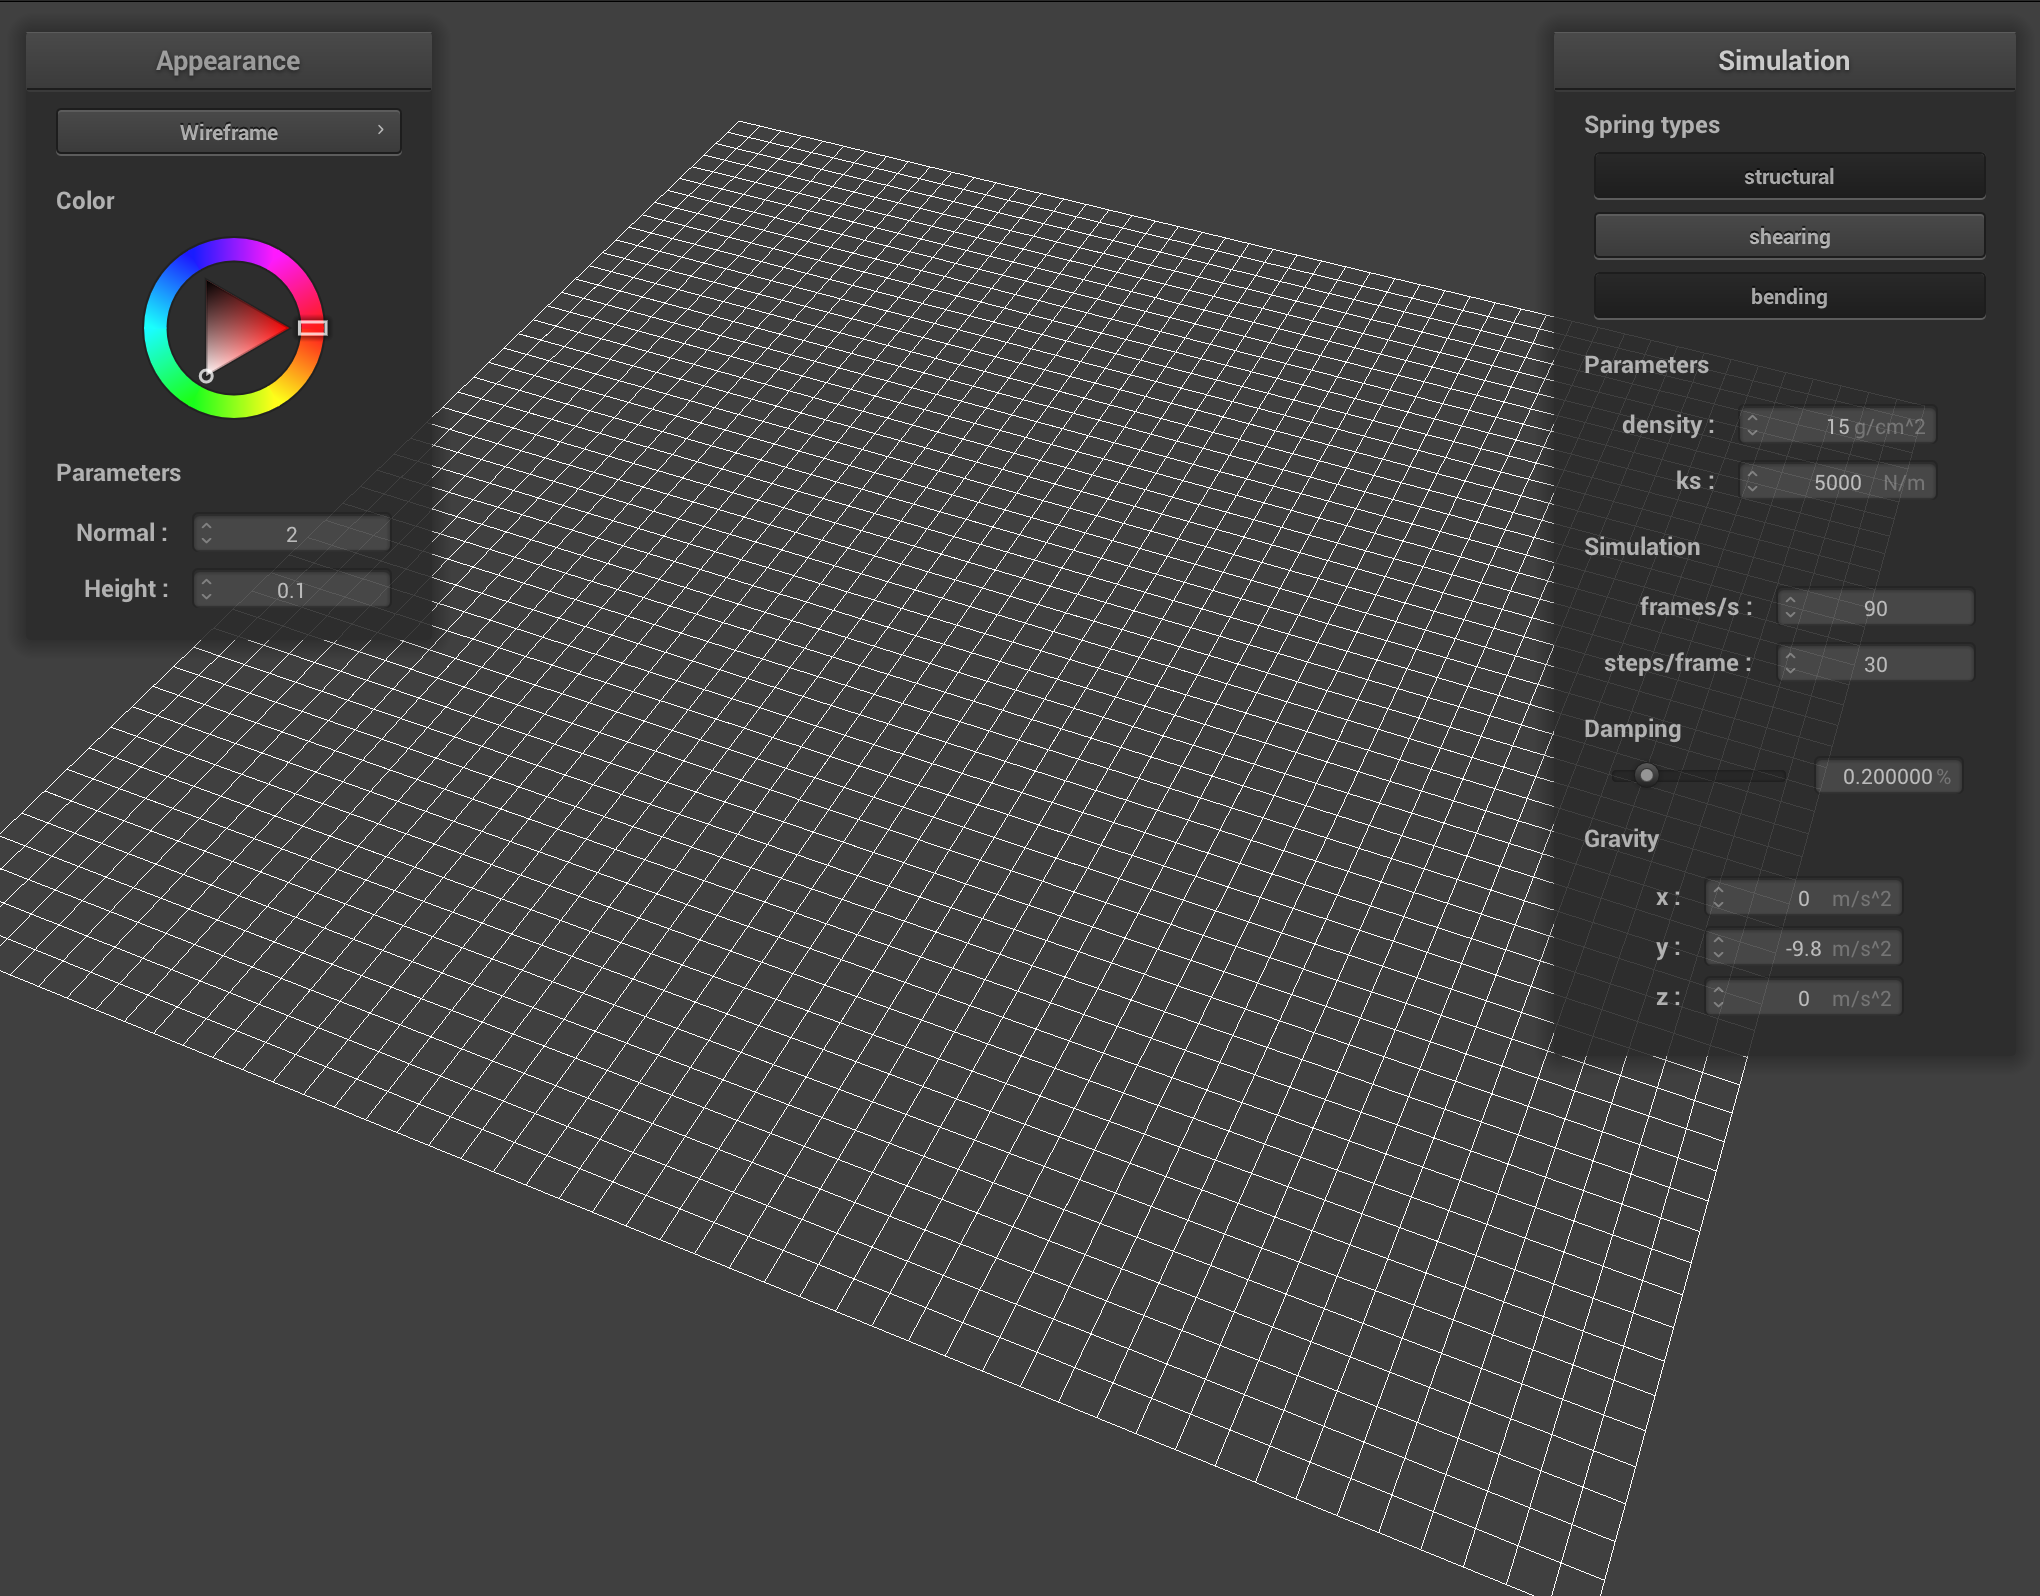 Appearance
Wireframe
Color
Parameters
Normal : 2
Height : 0.1
Simulation
Spring types
structural
shearing
bending
Parameters
density : 15 g/cm^2
ks : 5000 N/m
Simulation
frames/s : 90
steps/frame : 30
Damping
0.200000 %
Gravity
x : 0 m/s^2
y : -9.8 m/s^2
z : 0 m/s^2